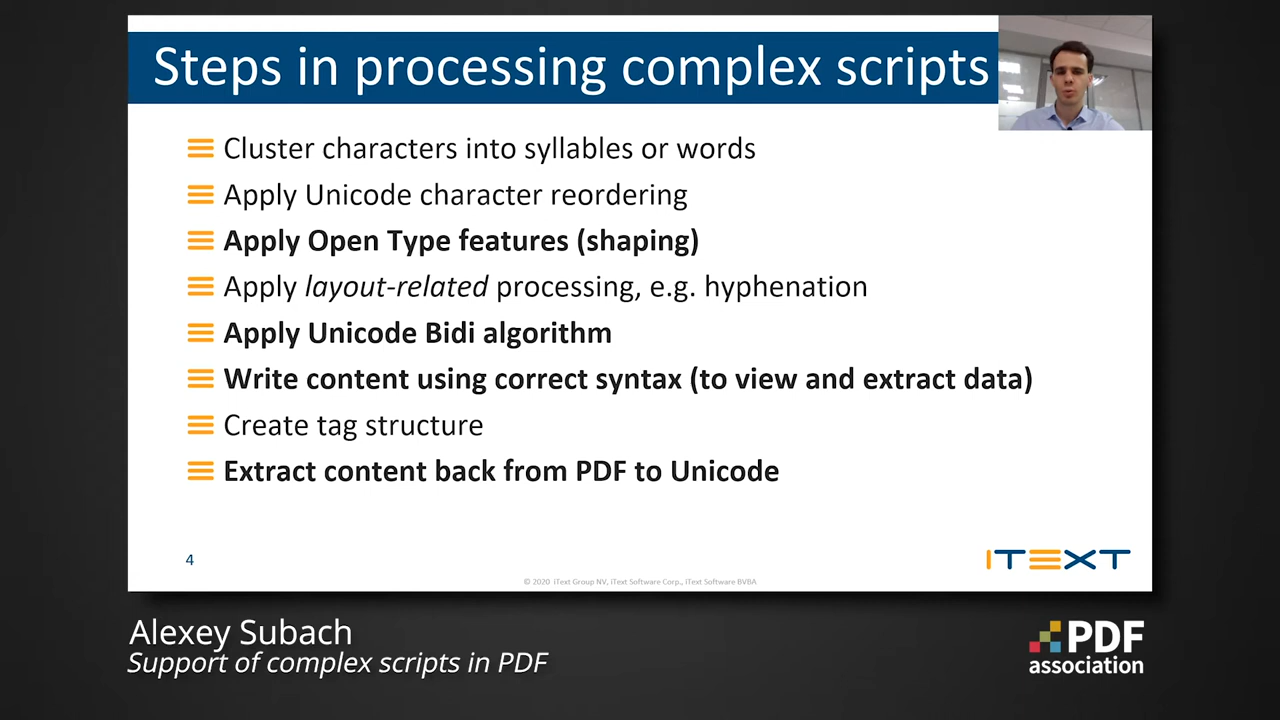 Steps in processing complex scripts
Cluster characters into syllables or words
Apply Unicode character reordering
Apply Open Type features (shaping)
Apply layout-related processing, e.g. hyphenation
Apply Unicode Bidi algorithm
Write content using correct syntax (to view and extract data)
Create tag structure
Extract content back from PDF to Unicode
4
© 2020 iText Group NV, iText Software Corp., iText Software BVBA
ITEXT
Alexey Subach
Support of complex scripts in PDF
PDF
association